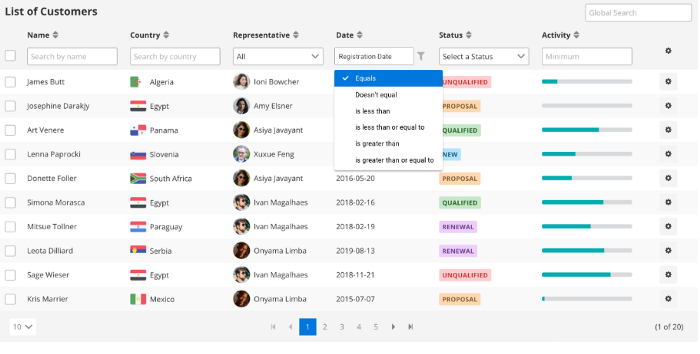 List of Customers
Global Search
Name Country Representative Date Status Activity
Search by name Search by country All Registration Date Select a Status Minimum
Equals
Doesn't equal
is less than
is less than or equal to
is greater than
is greater than or equal to
James Butt Algeria Ioni Bowcher UNQUALIFIED
Josephine Darakjy Egypt Amy Elsner PROPOSAL
Art Venere Panama Asiya Javayant QUALIFIED
Lenna Paprocki Slovenia Xuxue Feng NEW
Donette Foller South Africa Asiya Javayant 2016-05-20 PROPOSAL
Simona Morasca Egypt Ivan Magalhaes 2018-02-16 QUALIFIED
Mitsue Tollner Paraguay Ivan Magalhaes 2018-02-19 RENEWAL
Leota Dilliard Serbia Onyama Limba 2019-08-13 RENEWAL
Sage Wieser Egypt Ivan Magalhaes 2018-11-21 UNQUALIFIED
Kris Marrier Mexico Onyama Limba 2015-07-07 PROPOSAL
10 1 2 3 4 5 (1 of 20)